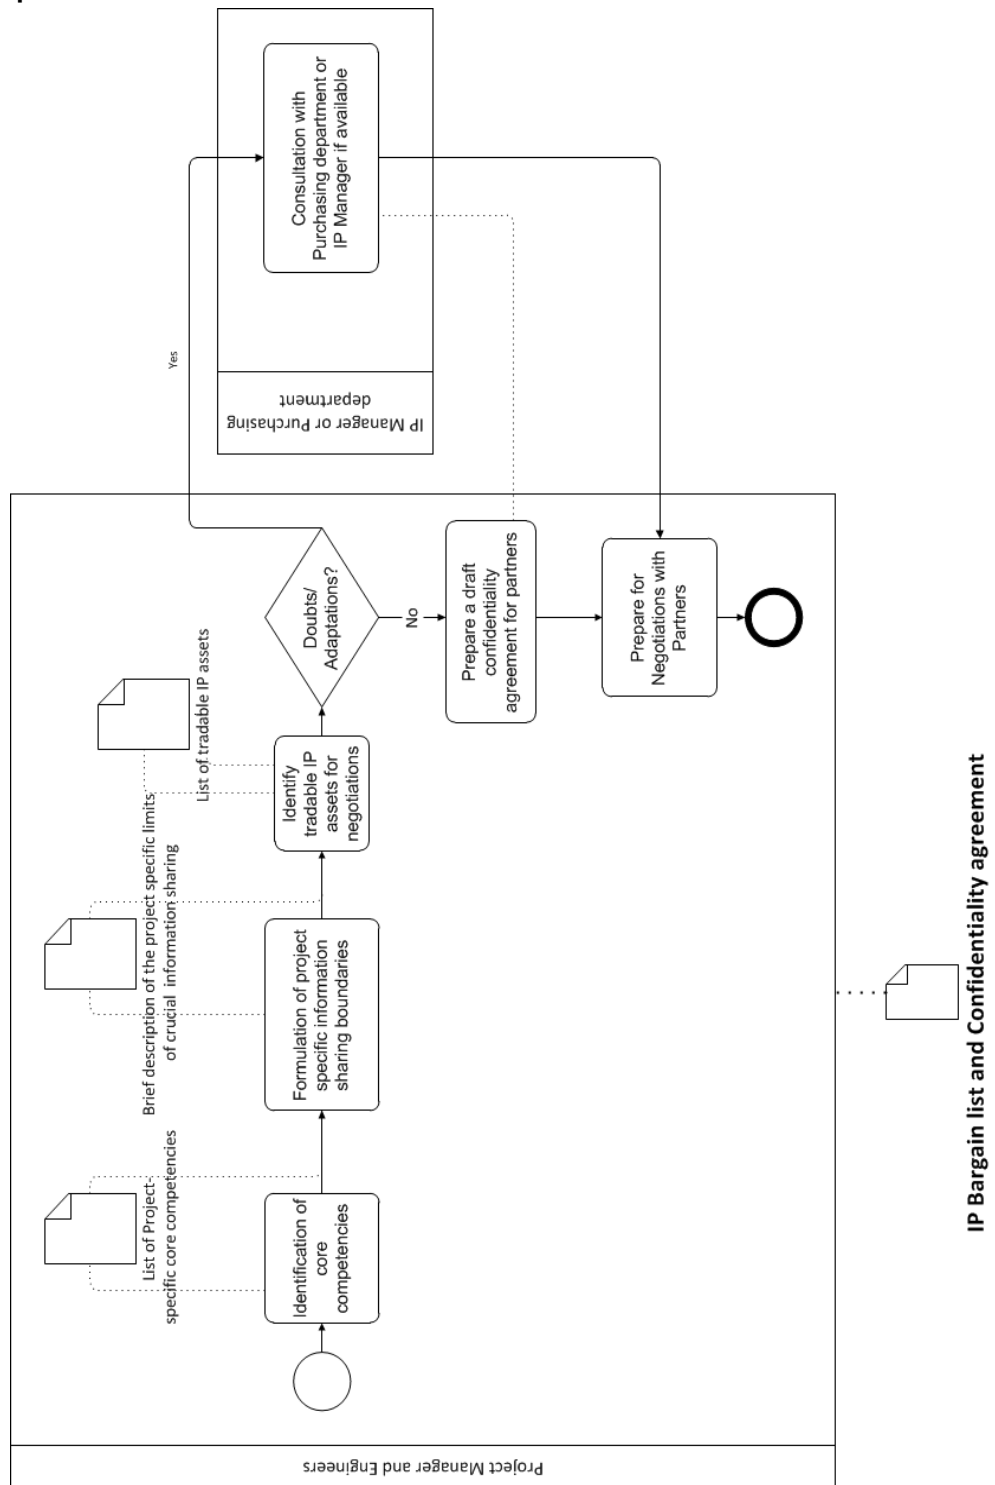 Project Manager and Engineers
Identification of
core
competencies
List of Project-
specific core competencies
Formulation of project
specific information
sharing boundaries
Brief description of the project specific limits
of crucial information sharing
Identify
tradable IP
assets for
negotiations
List of tradable IP assets
Doubts/
Adaptations?
Yes
No
IP Manager or Purchasing
department
Consultation with
Purchasing department or
IP Manager if available
Prepare a draft
confidentiality
agreement for partners
Prepare for
Negotiations with
Partners
IP Bargain list and Confidentiality agreement